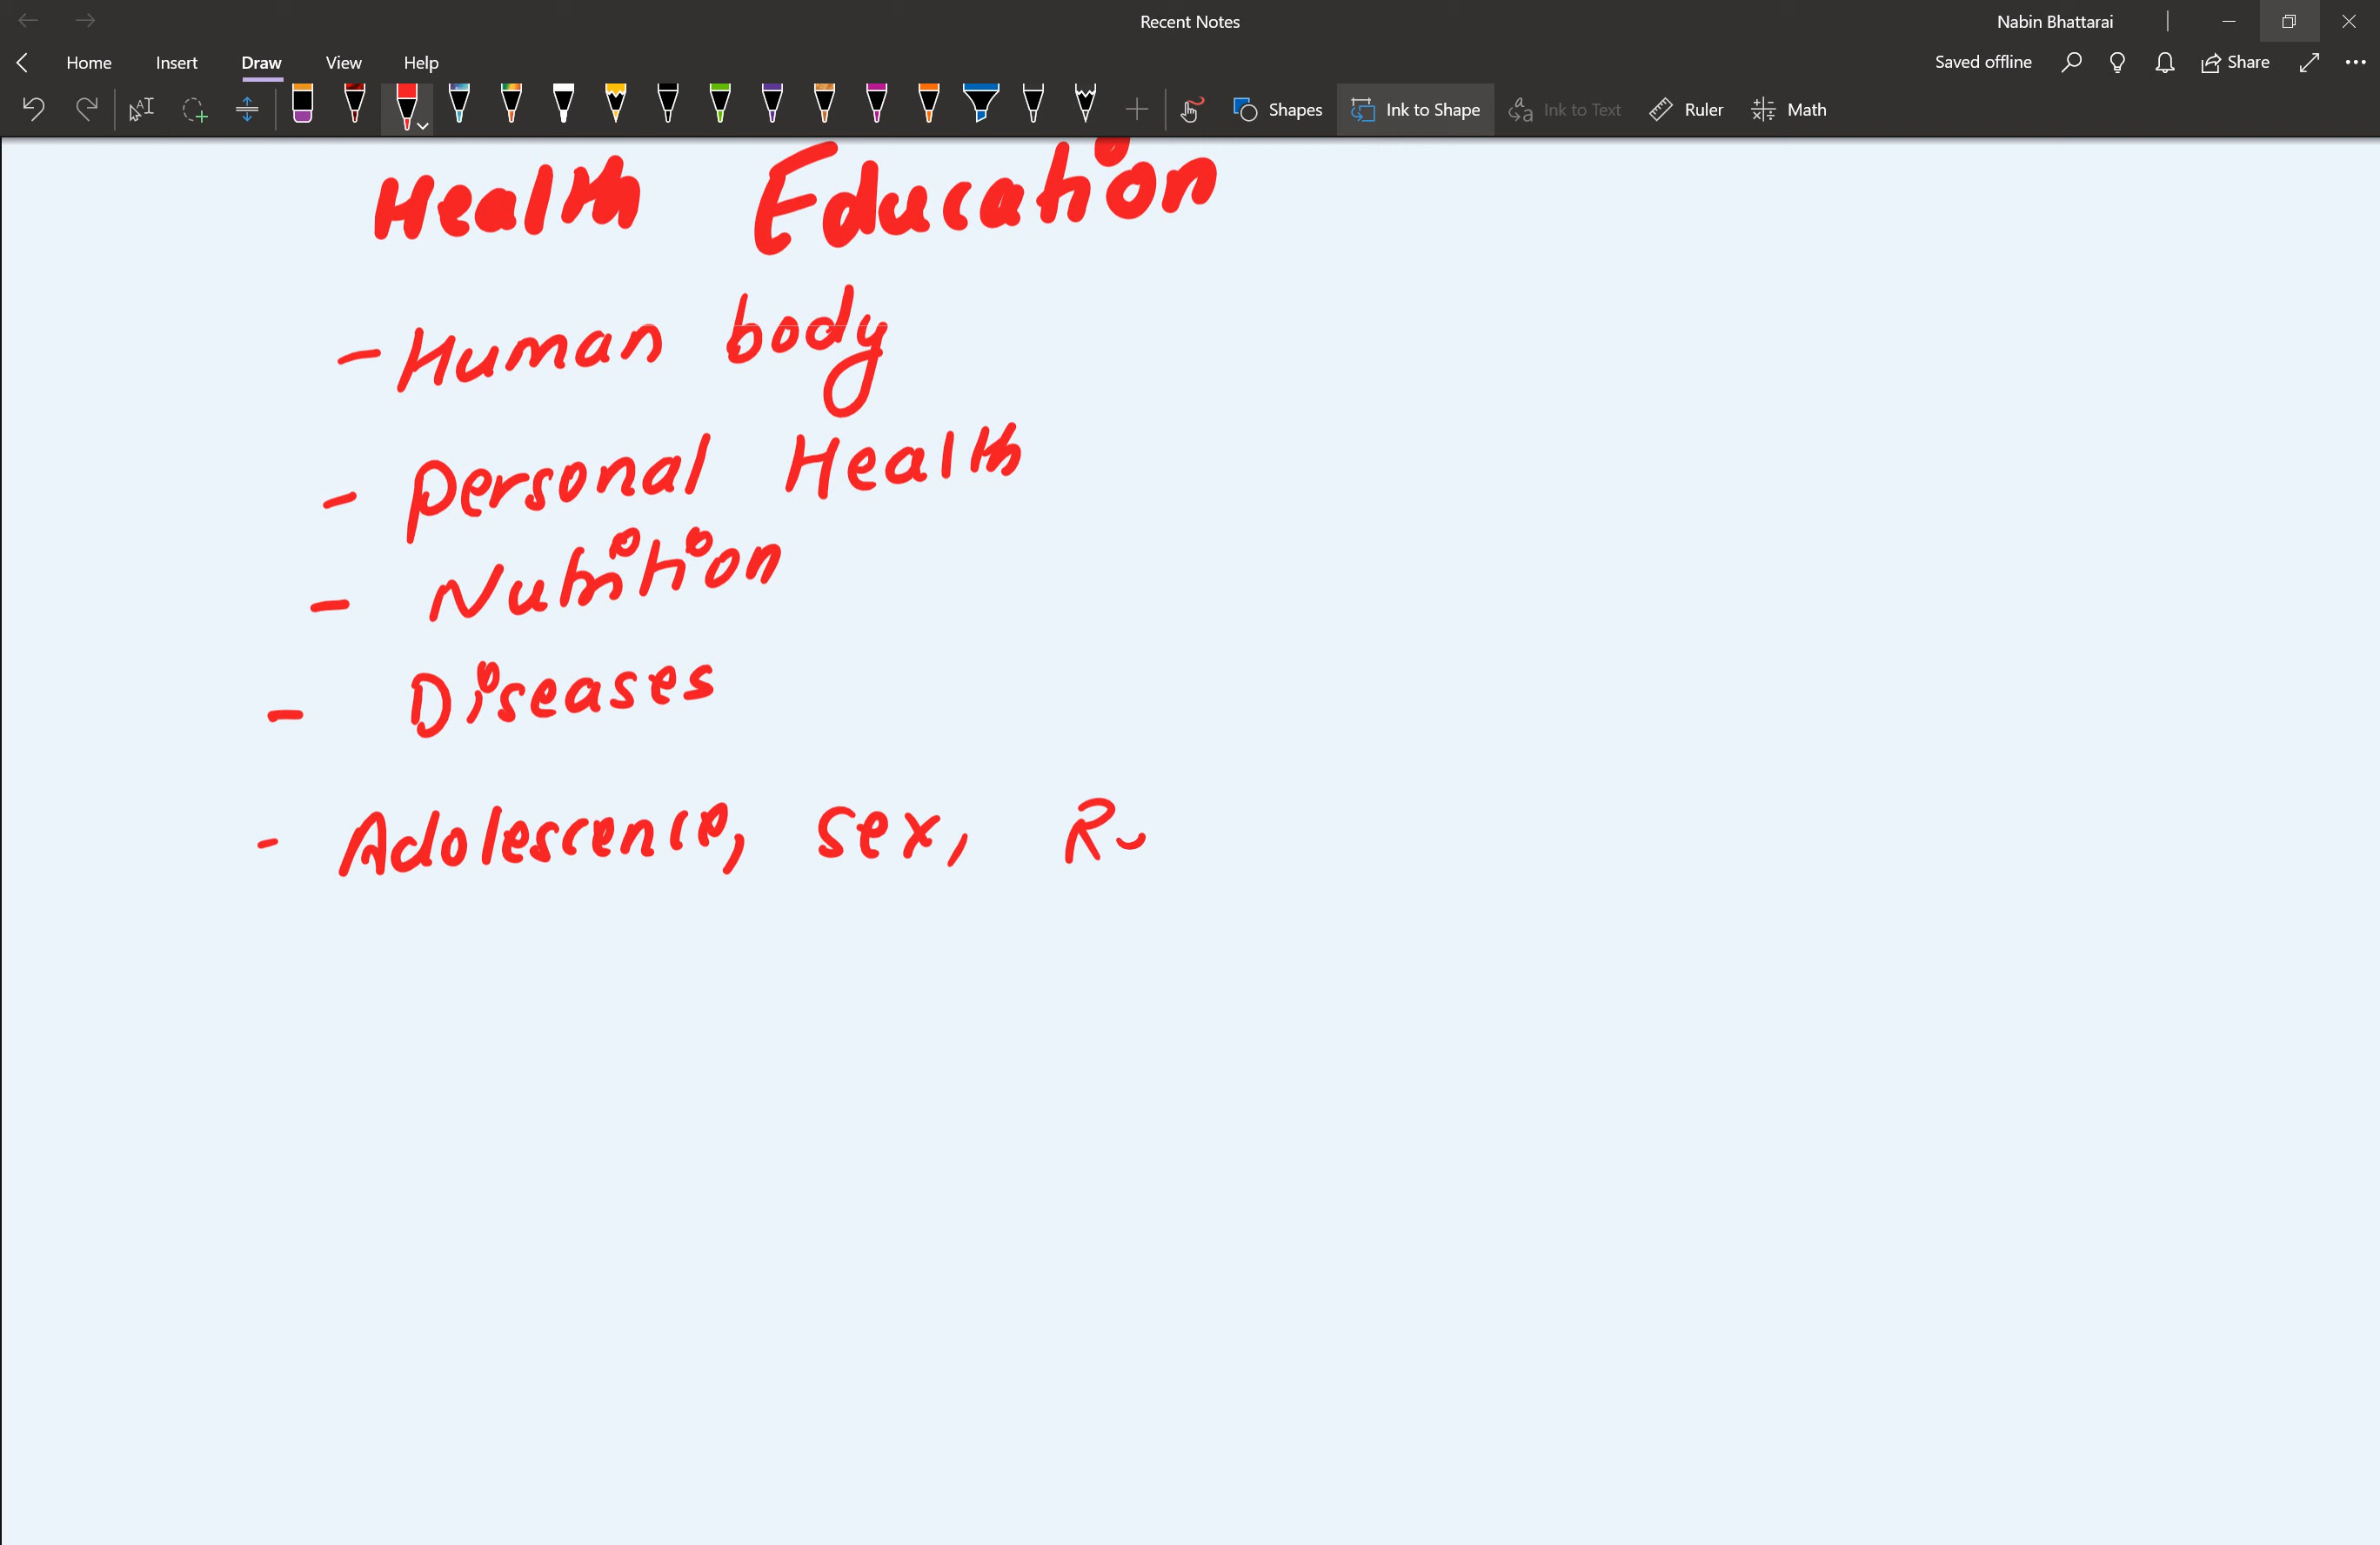 Recent Notes Nabin Bhattarai
Home Insert Draw View Help Saved offline Share
Shapes Ink to Shape Ink to Text Ruler Math
Health Education
- Human body
- Personal Health
- Nutrition
- Diseases
- Adolescence, sex, R